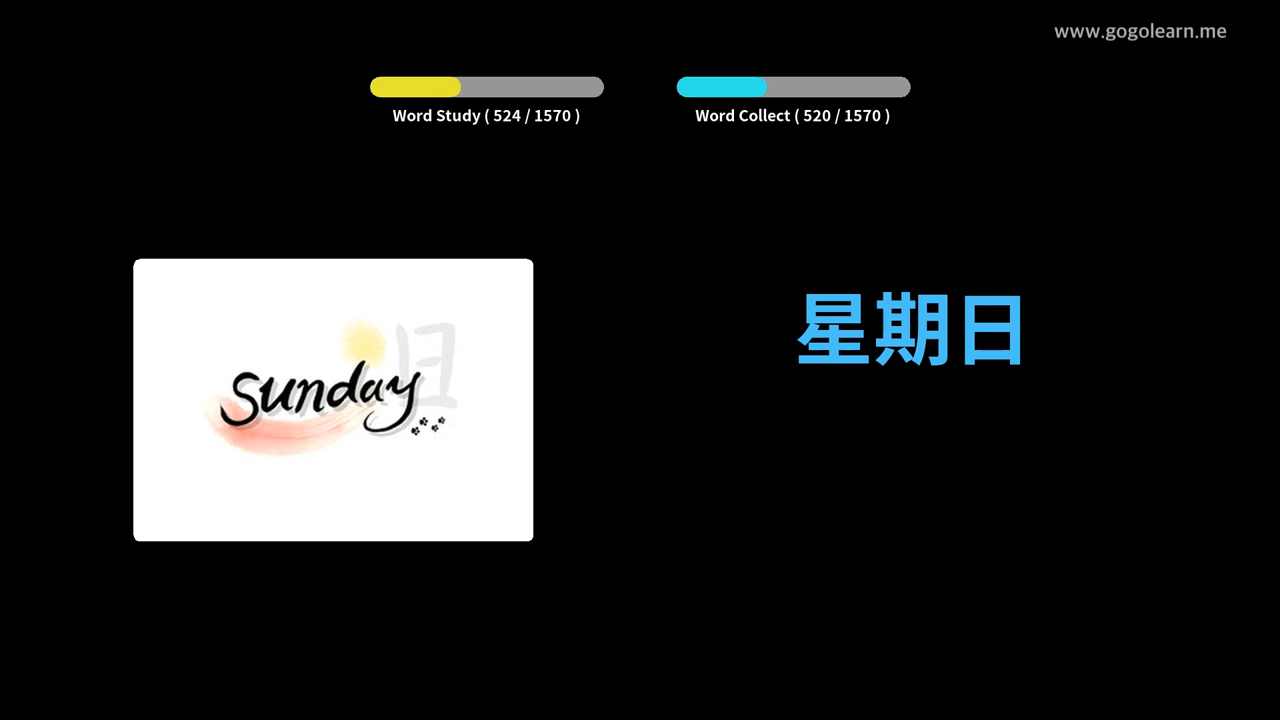 www.gogolearn.me
Word Study ( 524 / 1570 )
Word Collect ( 520 / 1570 )
星期日
Sunday
日